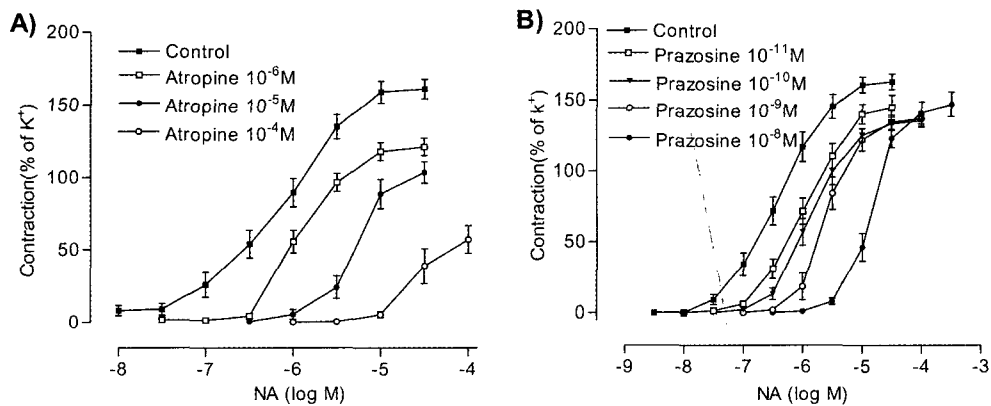 A)
200
150
100
50
0
Contraction(% of K⁺)
Control
Atropine 10⁻⁶M
Atropine 10⁻⁵M
Atropine 10⁻⁴M
-8 -7 -6 -5 -4
NA (log M)
B)
200
150
100
50
0
Contraction(% of k⁺)
Control
Prazosine 10⁻¹¹M
Prazosine 10⁻¹⁰M
Prazosine 10⁻⁹M
Prazosine 10⁻⁸M
-9 -8 -7 -6 -5 -4 -3
NA (log M)